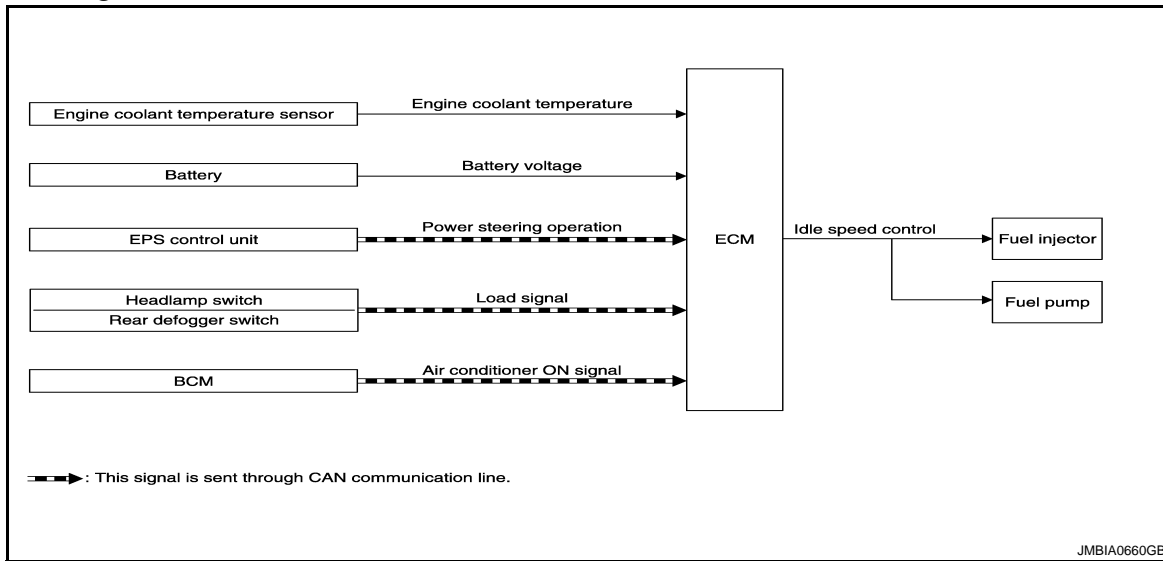 Engine coolant temperature sensor
Engine coolant temperature
Battery
Battery voltage
EPS control unit
Power steering operation
ECM
Idle speed control
Fuel injector
Fuel pump
Headlamp switch
Rear defogger switch
Load signal
BCM
Air conditioner ON signal
: This signal is sent through CAN communication line.
JMBIA0660GB